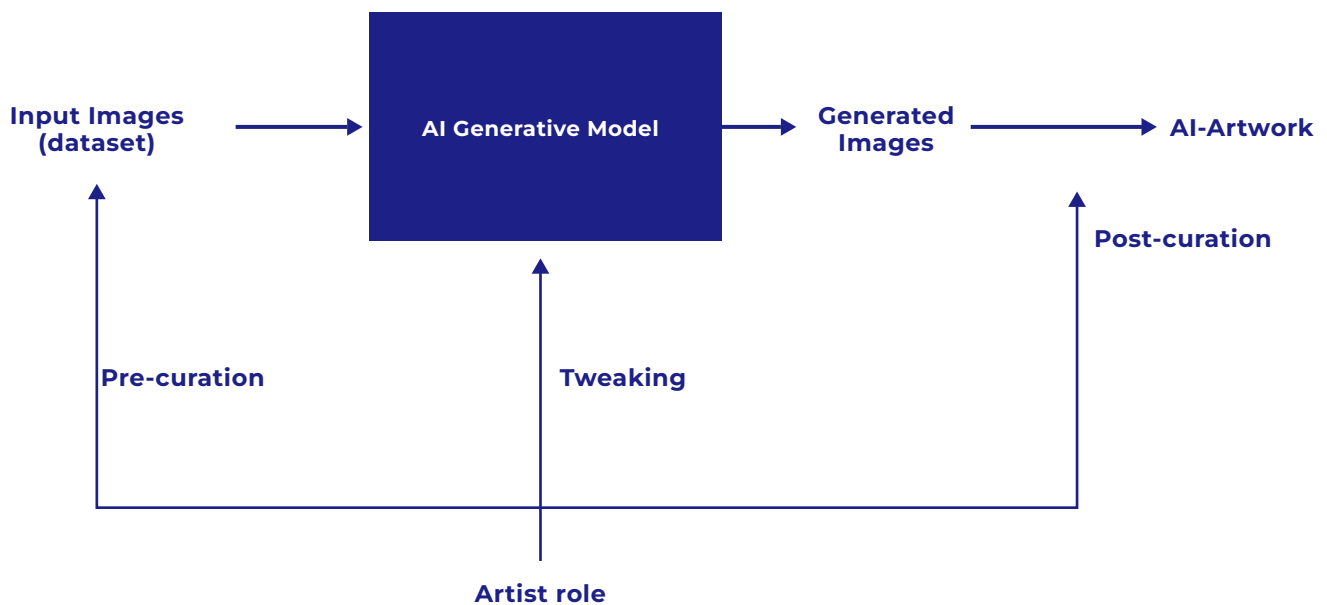 Input Images
(dataset)
AI Generative Model
Generated
Images
AI-Artwork
Post-curation
Pre-curation
Tweaking
Artist role